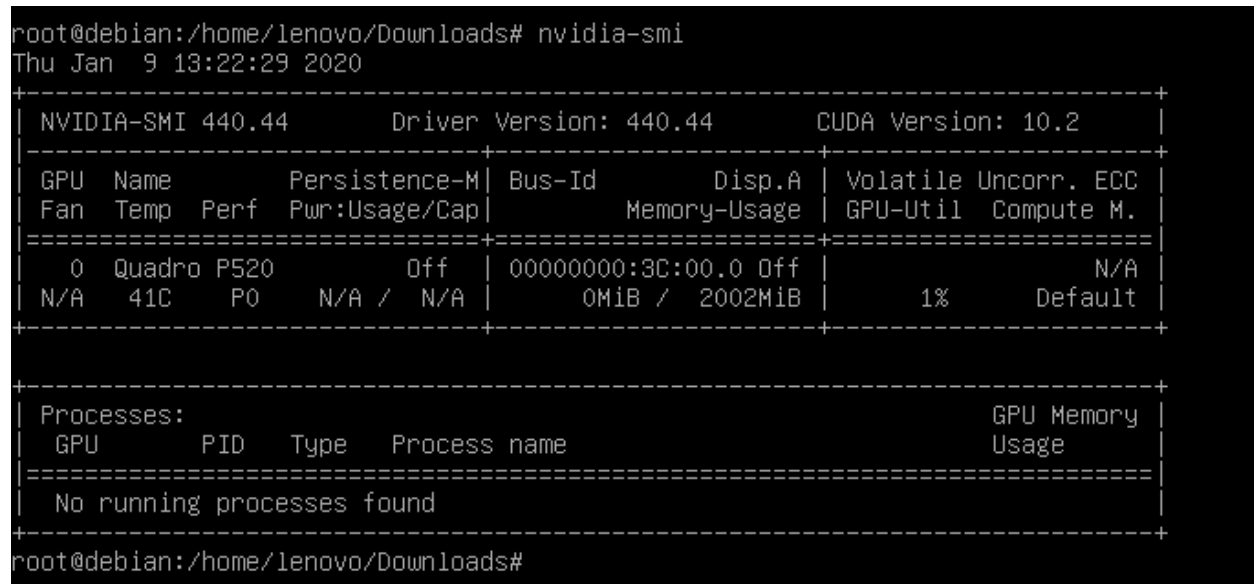 root@debian:/home/lenovo/Downloads# nvidia-smi
Thu Jan  9 13:22:29 2020
+-----------------------------------------------------------------------------+
| NVIDIA-SMI 440.44       Driver Version: 440.44       CUDA Version: 10.2     |
|-------------------------------+----------------------+----------------------+
| GPU  Name        Persistence-M| Bus-Id        Disp.A | Volatile Uncorr. ECC |
| Fan  Temp  Perf  Pwr:Usage/Cap|         Memory-Usage | GPU-Util  Compute M. |
|===============================+======================+======================|
|   0  Quadro P520         Off  | 00000000:3C:00.0 Off |                  N/A |
| N/A   41C    P0    N/A /  N/A |      0MiB /  2002MiB |      1%      Default |
+-------------------------------+----------------------+----------------------+

+-----------------------------------------------------------------------------+
| Processes:                                                       GPU Memory |
|  GPU       PID   Type   Process name                             Usage      |
|=============================================================================|
|  No running processes found                                                 |
+-----------------------------------------------------------------------------+
root@debian:/home/lenovo/Downloads#